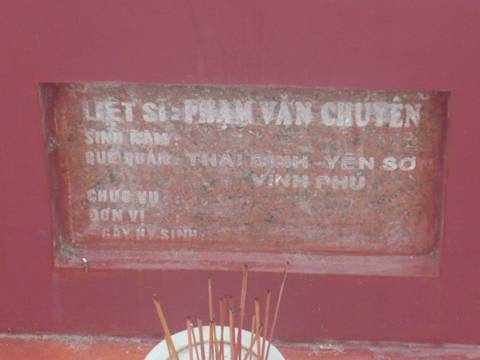 LIỆT SĨ : PHẠM VĂN CHUYÊN
SINH NĂM :
QUÊ QUÁN : THÁI BÌNH - YÊN SƠN
VĨNH PHÚ
CHỨC VỤ :
ĐƠN VỊ :
GÀY HY SINH :